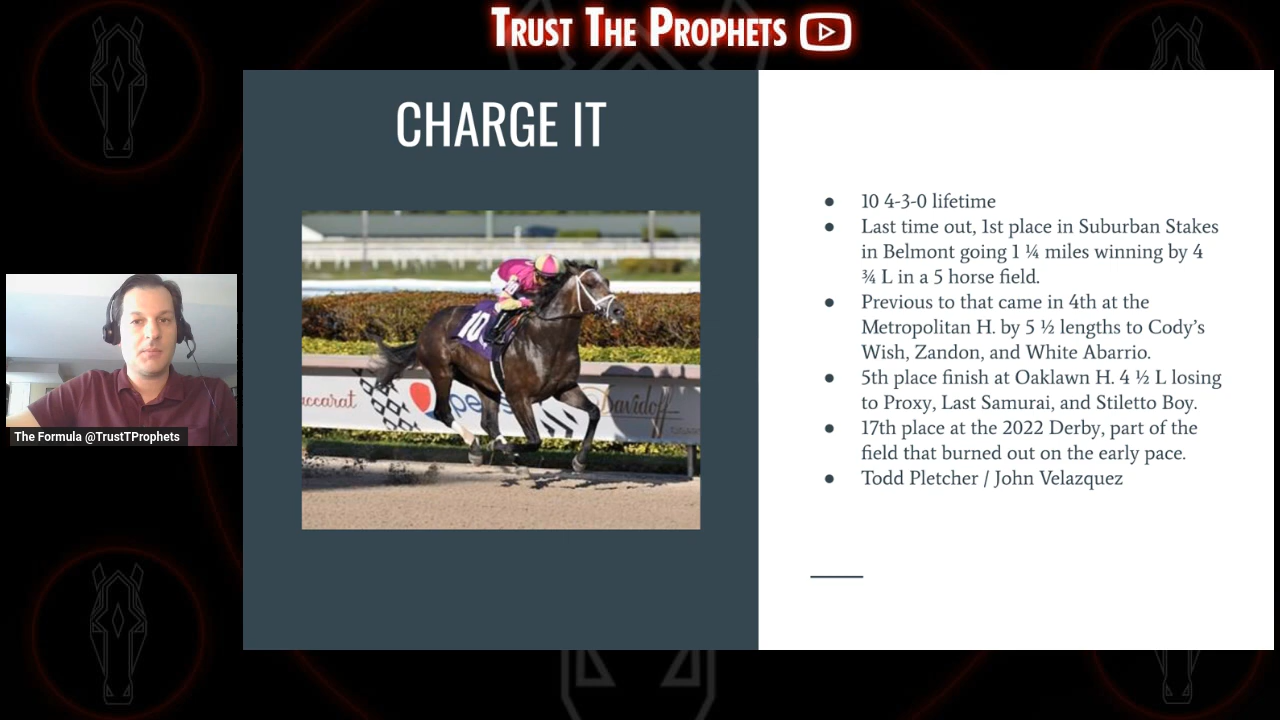 TRUST THE PROPHETS
CHARGE IT
10
accarat
peps
Davidoff
The Formula @TrustTProphets
● 10 4-3-0 lifetime
● Last time out, 1st place in Suburban Stakes
in Belmont going 1 ¼ miles winning by 4
¾ L in a 5 horse field.
● Previous to that came in 4th at the
Metropolitan H. by 5 ½ lengths to Cody’s
Wish, Zandon, and White Abarrio.
● 5th place finish at Oaklawn H. 4 ½ L losing
to Proxy, Last Samurai, and Stiletto Boy.
● 17th place at the 2022 Derby, part of the
field that burned out on the early pace.
● Todd Pletcher / John Velazquez